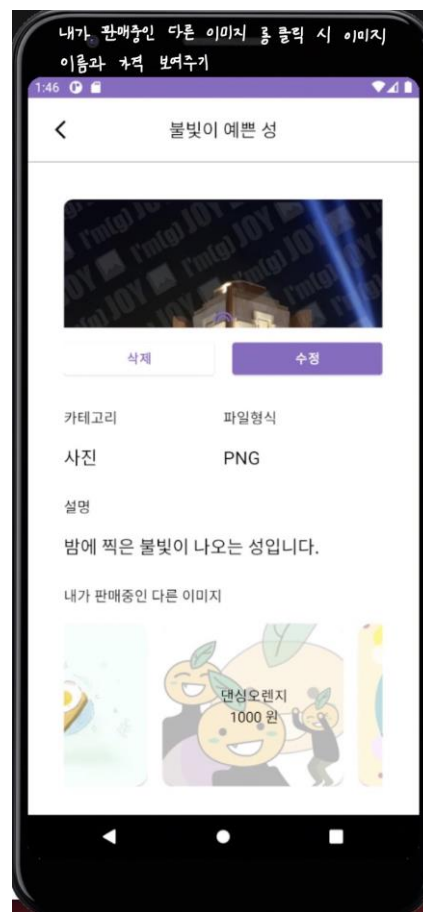 내가 판매중인 다른 이미지 롱 클릭 시 이미지
이름과 가격 보여주기
1:46
불빛이 예쁜 성
I'm(g) JOY
I'm(g) JOY
I'm(g) JOY
삭제
수정
카테고리
파일형식
사진
PNG
설명
밤에 찍은 불빛이 나오는 성입니다.
내가 판매중인 다른 이미지
댄싱오렌지
1000 원